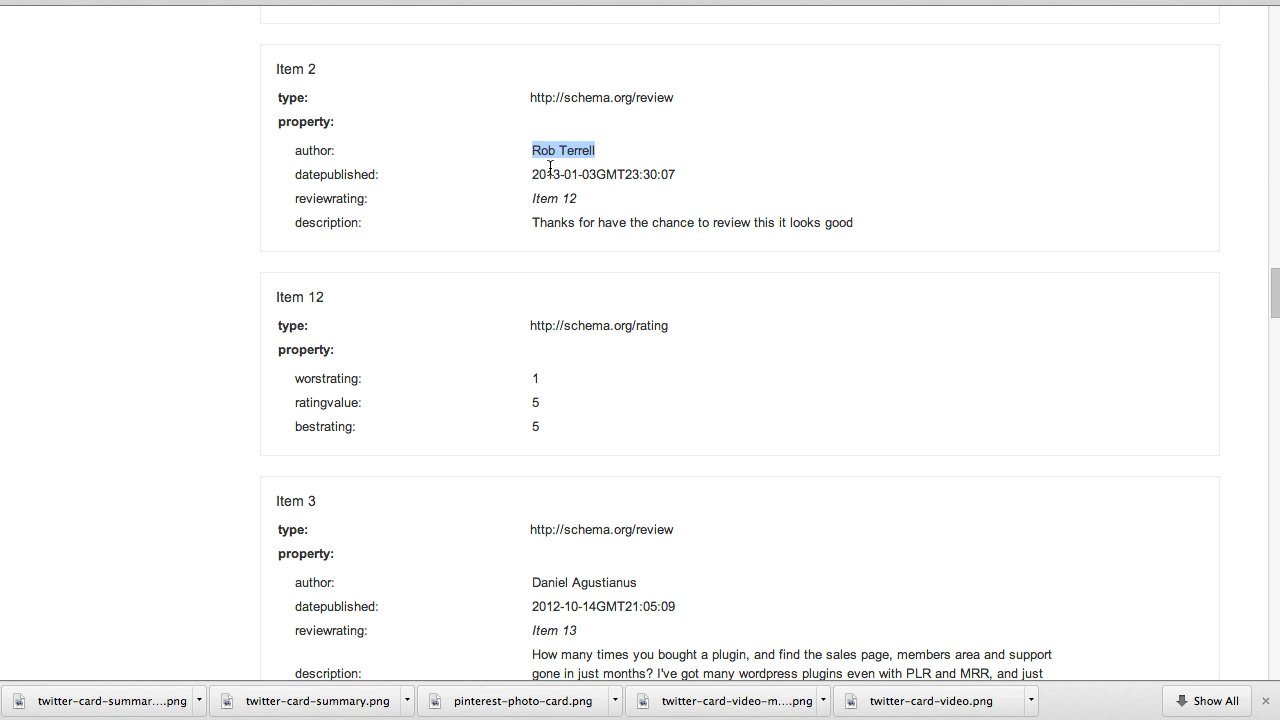 Item 2
type: http://schema.org/review
property:
author: Rob Terrell
datepublished: 2013-01-03GMT23:30:07
reviewrating: Item 12
description: Thanks for have the chance to review this it looks good
Item 12
type: http://schema.org/rating
property:
worstrating: 1
ratingvalue: 5
bestrating: 5
Item 3
type: http://schema.org/review
property:
author: Daniel Agustianus
datepublished: 2012-10-14GMT21:05:09
reviewrating: Item 13
How many times you bought a plugin, and find the sales page, members area and support
description: gone in just months? I've got many wordpress plugins even with PLR and MRR, and just
twitter-card-summar....png twitter-card-summary.png pinterest-photo-card.png twitter-card-video-m....png twitter-card-video.png Show All